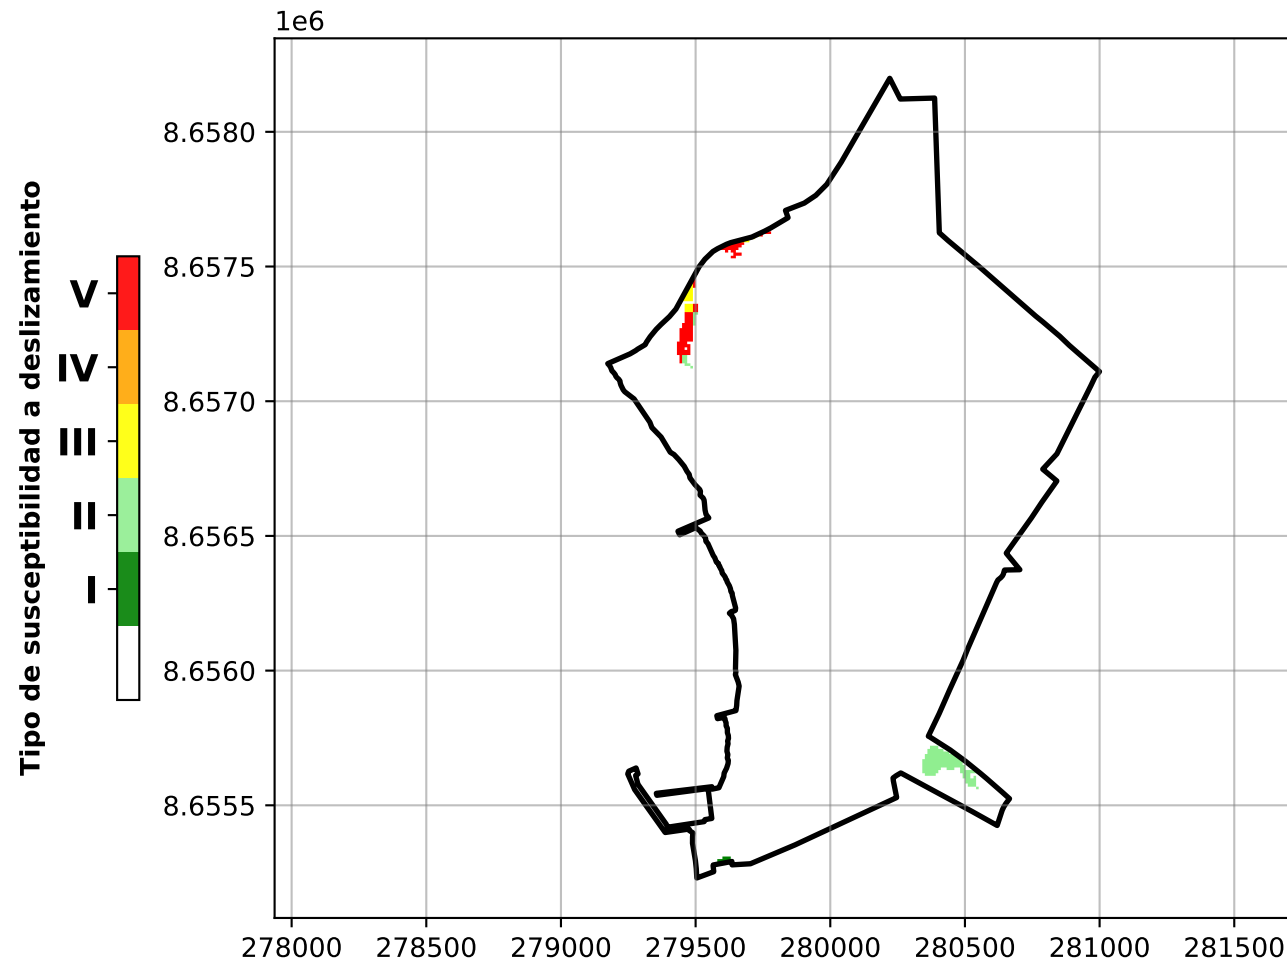 1e6
8.6580
8.6575
8.6570
8.6565
8.6560
8.6555
278000 278500 279000 279500 280000 280500 281000 281500
Tipo de susceptibilidad a deslizamiento
V
IV
III
II
I